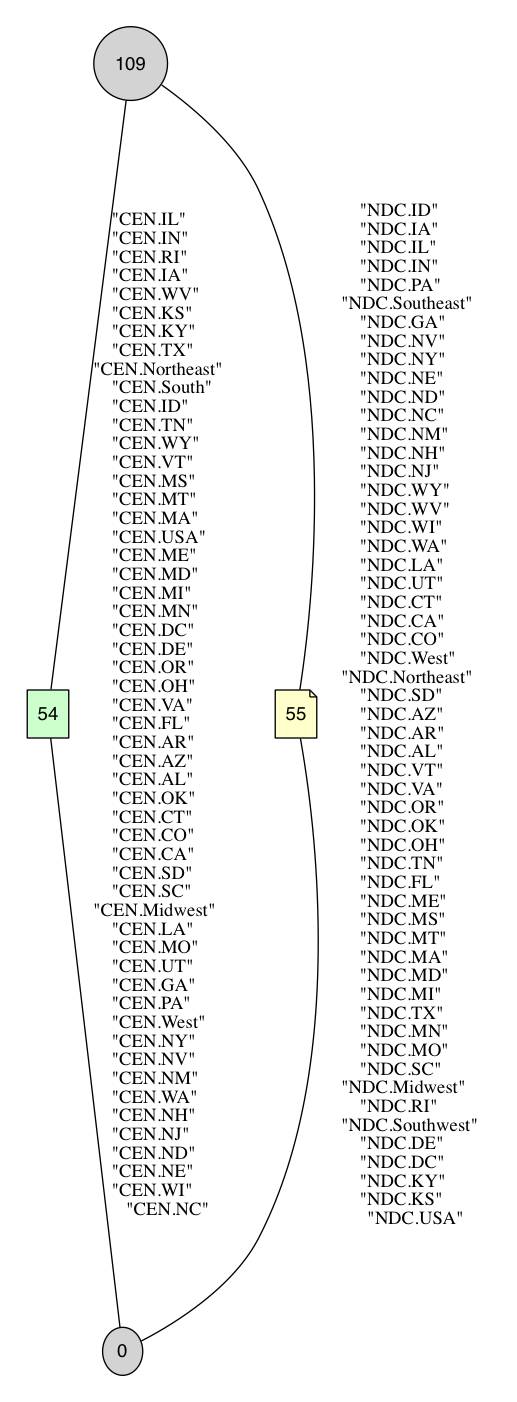 109
"CEN.IL"
"CEN.IN"
"CEN.RI"
"CEN.IA"
"CEN.WV"
"CEN.KS"
"CEN.KY"
"CEN.TX"
"CEN.Northeast"
"CEN.South"
"CEN.ID"
"CEN.TN"
"CEN.WY"
"CEN.VT"
"CEN.MS"
"CEN.MT"
"CEN.MA"
"CEN.USA"
"CEN.ME"
"CEN.MD"
"CEN.MI"
"CEN.MN"
"CEN.DC"
"CEN.DE"
"CEN.OR"
"CEN.OH"
"CEN.VA"
"CEN.FL"
"CEN.AR"
"CEN.AZ"
"CEN.AL"
"CEN.OK"
"CEN.CT"
"CEN.CO"
"CEN.CA"
"CEN.SD"
"CEN.SC"
"CEN.Midwest"
"CEN.LA"
"CEN.MO"
"CEN.UT"
"CEN.GA"
"CEN.PA"
"CEN.West"
"CEN.NY"
"CEN.NV"
"CEN.NM"
"CEN.WA"
"CEN.NH"
"CEN.NJ"
"CEN.ND"
"CEN.NE"
"CEN.WI"
"CEN.NC"
54
55
"NDC.ID"
"NDC.IA"
"NDC.IL"
"NDC.IN"
"NDC.PA"
"NDC.Southeast"
"NDC.GA"
"NDC.NV"
"NDC.NY"
"NDC.NE"
"NDC.ND"
"NDC.NC"
"NDC.NM"
"NDC.NH"
"NDC.NJ"
"NDC.WY"
"NDC.WV"
"NDC.WI"
"NDC.WA"
"NDC.LA"
"NDC.UT"
"NDC.CT"
"NDC.CA"
"NDC.CO"
"NDC.West"
"NDC.Northeast"
"NDC.SD"
"NDC.AZ"
"NDC.AR"
"NDC.AL"
"NDC.VT"
"NDC.VA"
"NDC.OR"
"NDC.OK"
"NDC.OH"
"NDC.TN"
"NDC.FL"
"NDC.ME"
"NDC.MS"
"NDC.MT"
"NDC.MA"
"NDC.MD"
"NDC.MI"
"NDC.TX"
"NDC.MN"
"NDC.MO"
"NDC.SC"
"NDC.Midwest"
"NDC.RI"
"NDC.Southwest"
"NDC.DE"
"NDC.DC"
"NDC.KY"
"NDC.KS"
"NDC.USA"
0